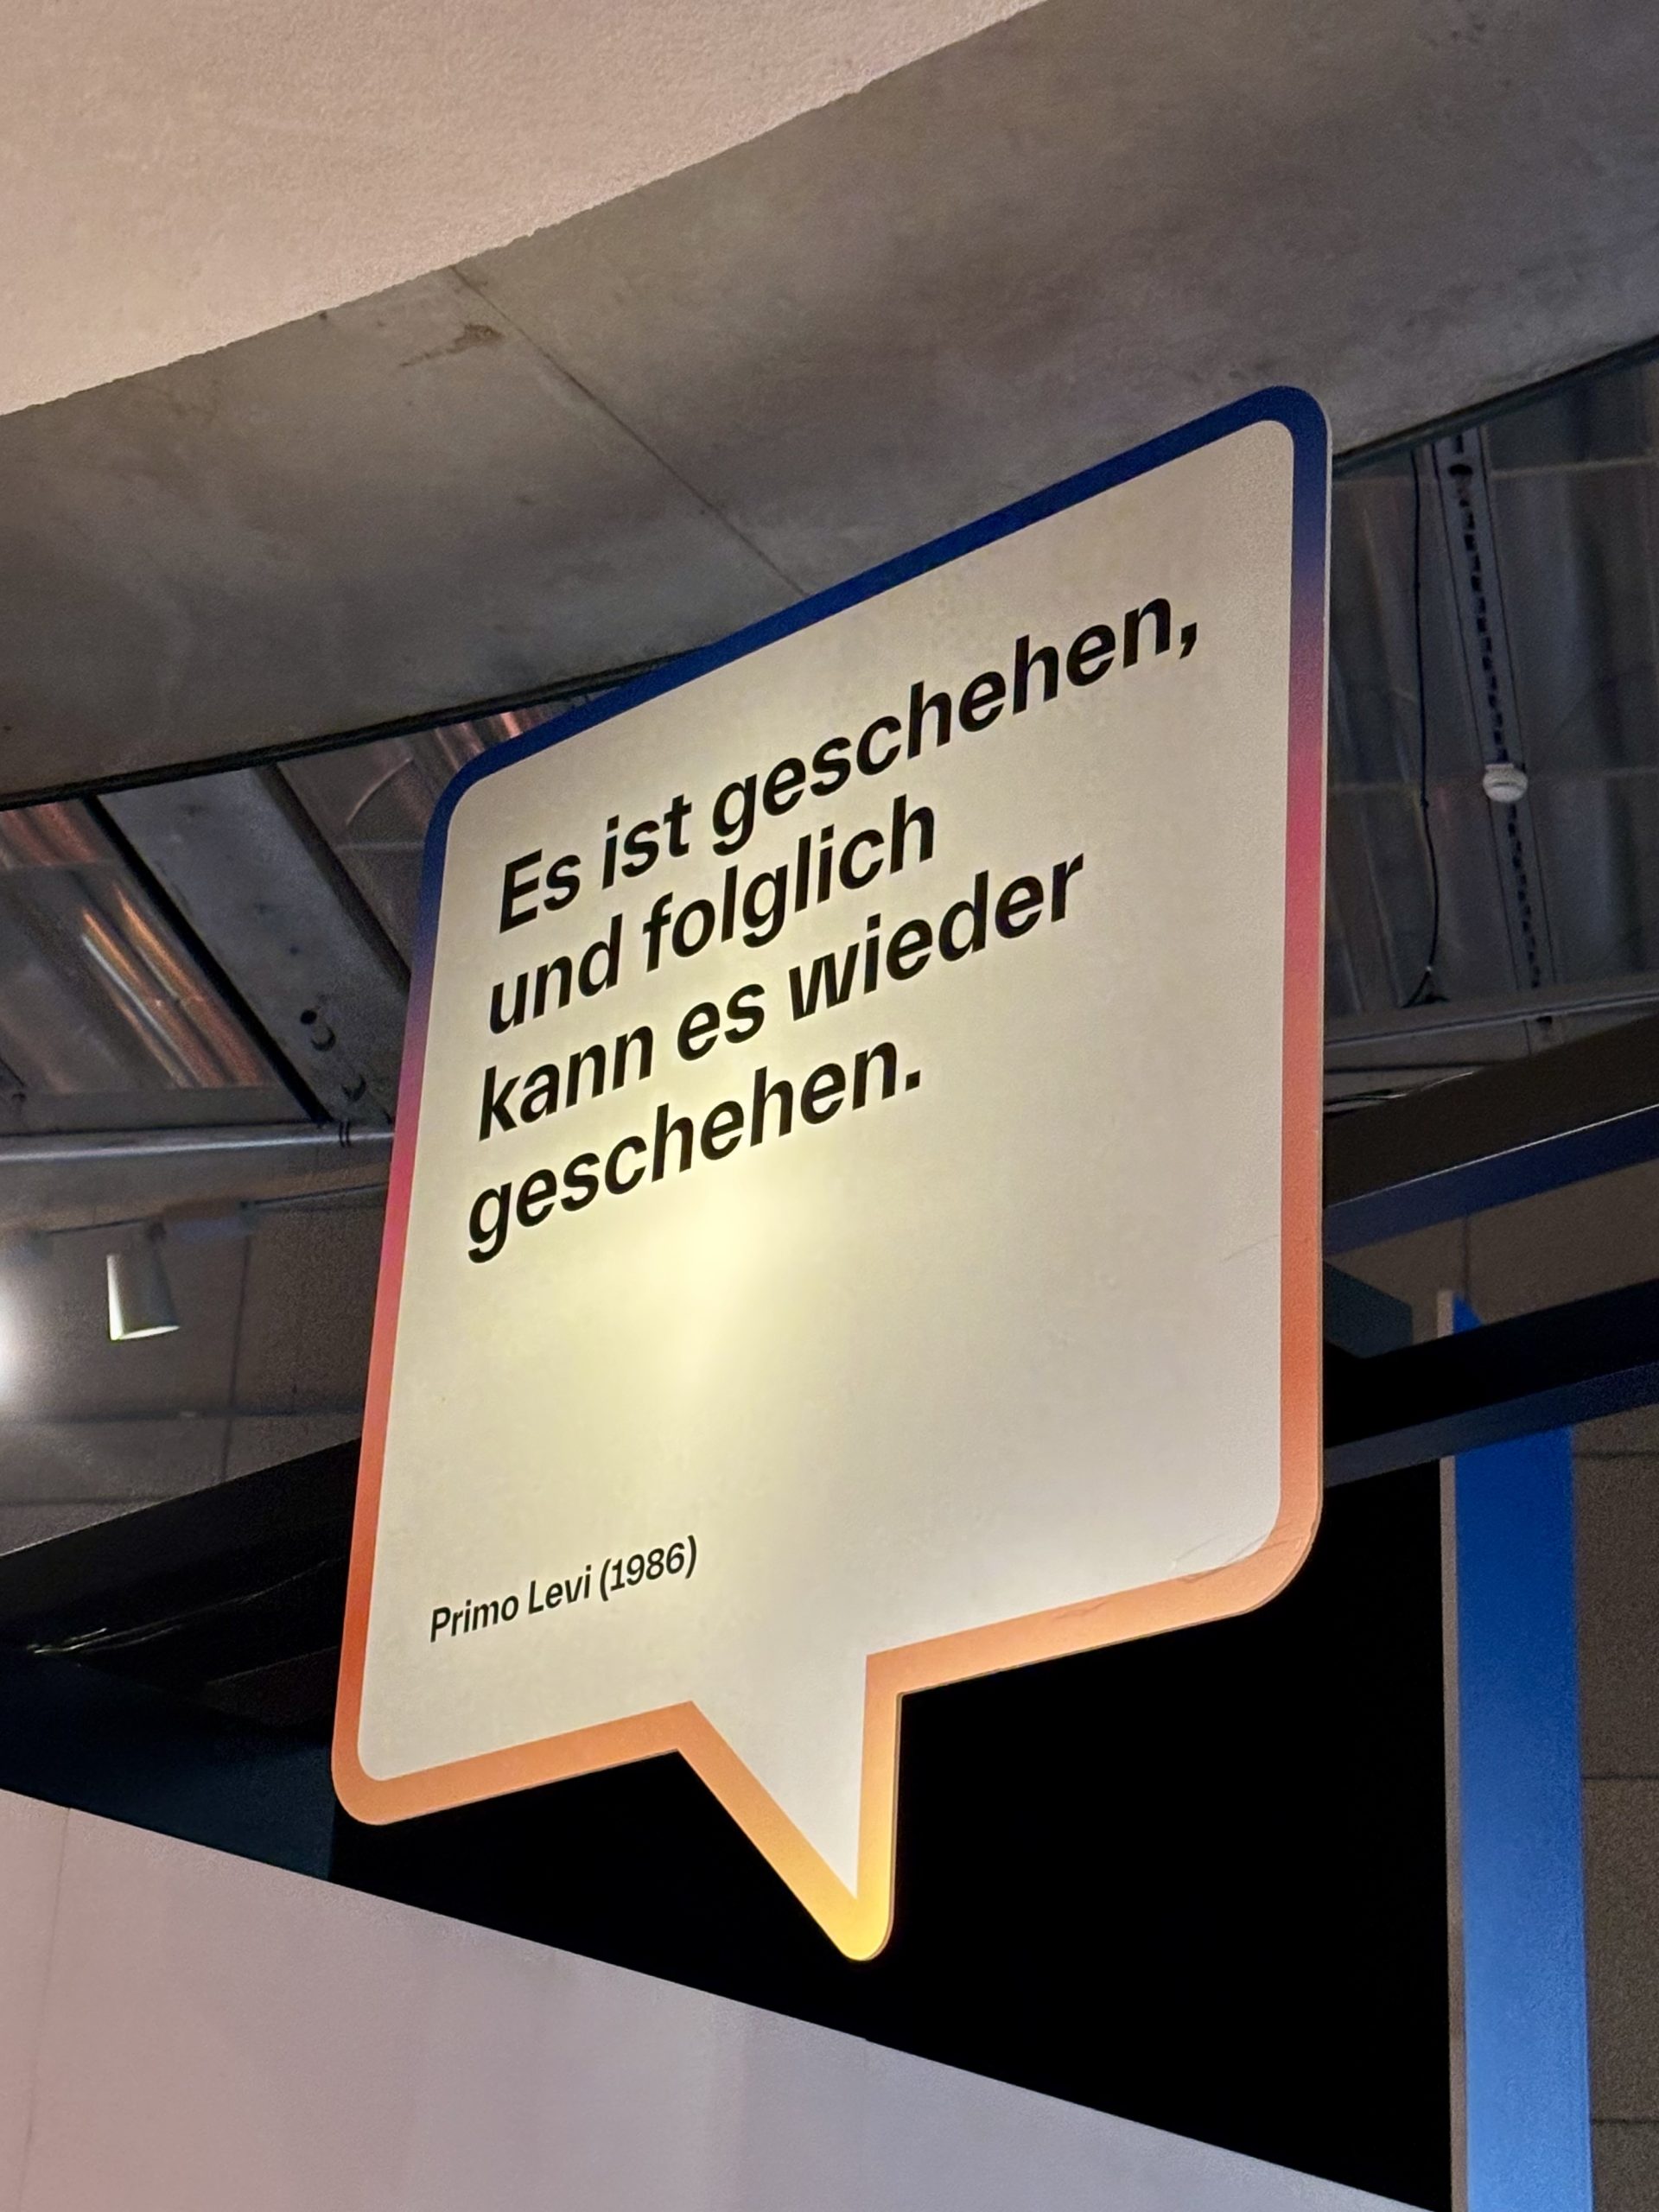 Es ist geschehen,
und folglich
kann es wieder
geschehen.
Primo Levi (1986)